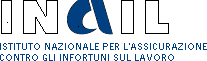 INAIL
ISTITUTO NAZIONALE PER L'ASSICURAZIONE
CONTRO GLI INFORTUNI SUL LAVORO